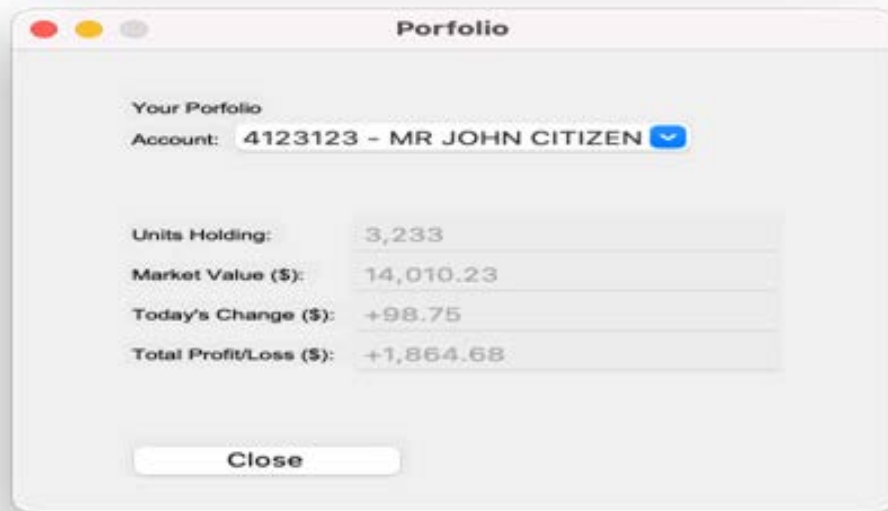 Porfolio
Your Porfolio
Account: 4123123 - MR JOHN CITIZEN
Units Holding: 3,233
Market Value ($): 14,010.23
Today's Change ($): +98.75
Total Profit/Loss ($): +1,864.68
Close